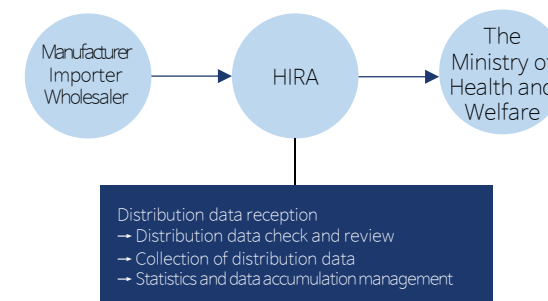 Manufacturer
Importer
Wholesaler
HIRA
The
Ministry of
Health and
Welfare
Distribution data reception
→ Distribution data check and review
→ Collection of distribution data
→ Statistics and data accumulation management